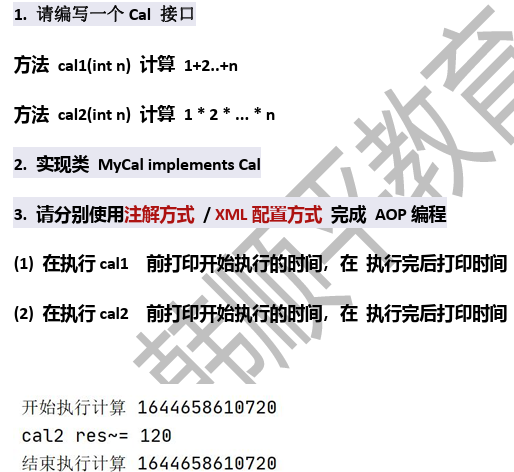 1. 请编写一个 Cal 接口
方法 cal1(int n) 计算 1+2..+n
方法 cal2(int n) 计算 1 * 2 * ... * n
2. 实现类 MyCal implements Cal
3. 请分别使用注解方式 / XML 配置方式 完成 AOP 编程
(1) 在执行 cal1 前打印开始执行的时间，在 执行完后打印时间
(2) 在执行 cal2 前打印开始执行的时间，在 执行完后打印时间
韩顺平教育
开始执行计算 1644658610720
cal2 res~= 120
结束执行计算 1644658610720